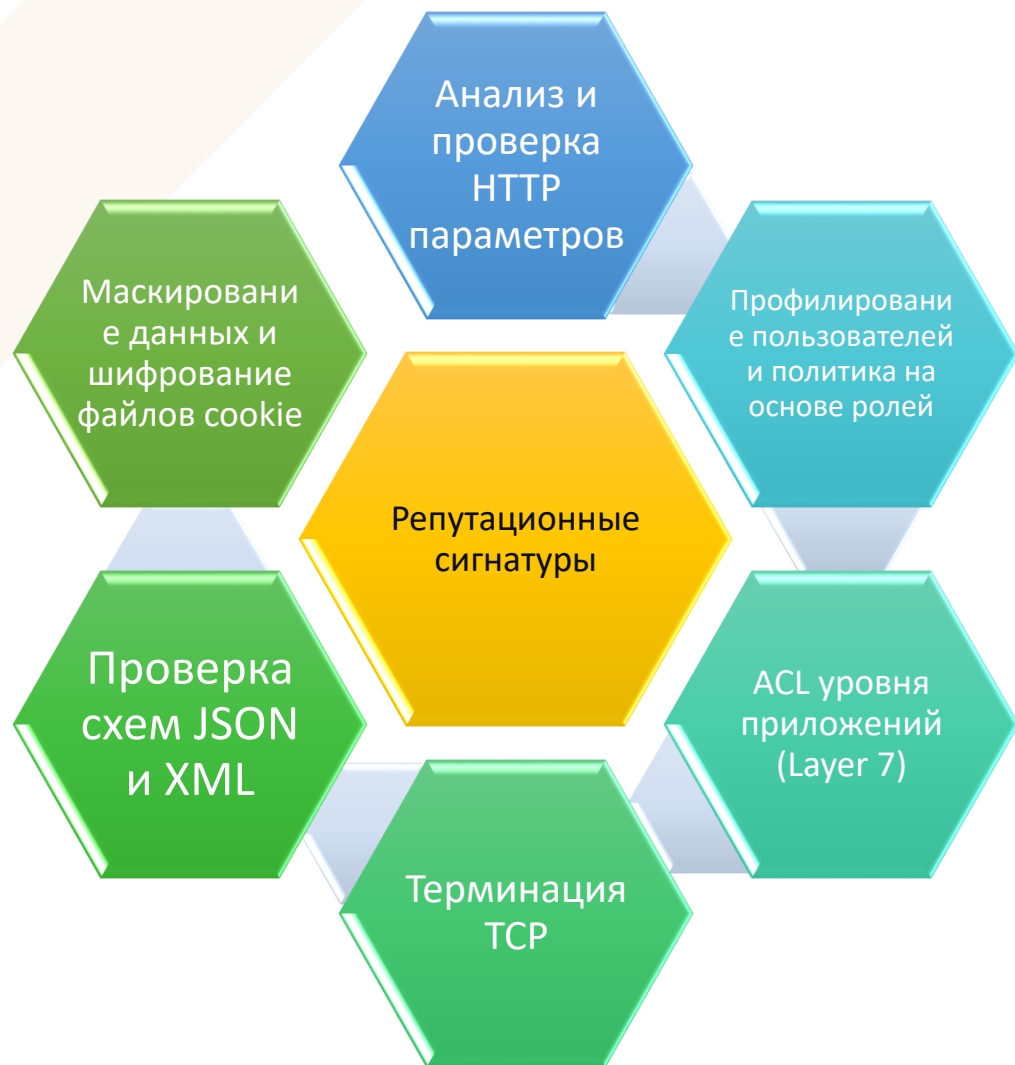 Анализ и
проверка
HTTP
параметров
Профилировани
е пользователей
и политика на
основе ролей
ACL уровня
приложений
(Layer 7)
Терминация
TCP
Проверка
схем JSON
и XML
Маскировани
е данных и
шифрование
файлов cookie
Репутационные
сигнатуры